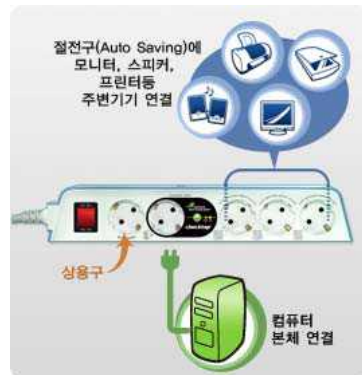 절전구(Auto Saving)에
모니터, 스피커,
프린터등
주변기기 연결
상용구
컴퓨터
본체 연결